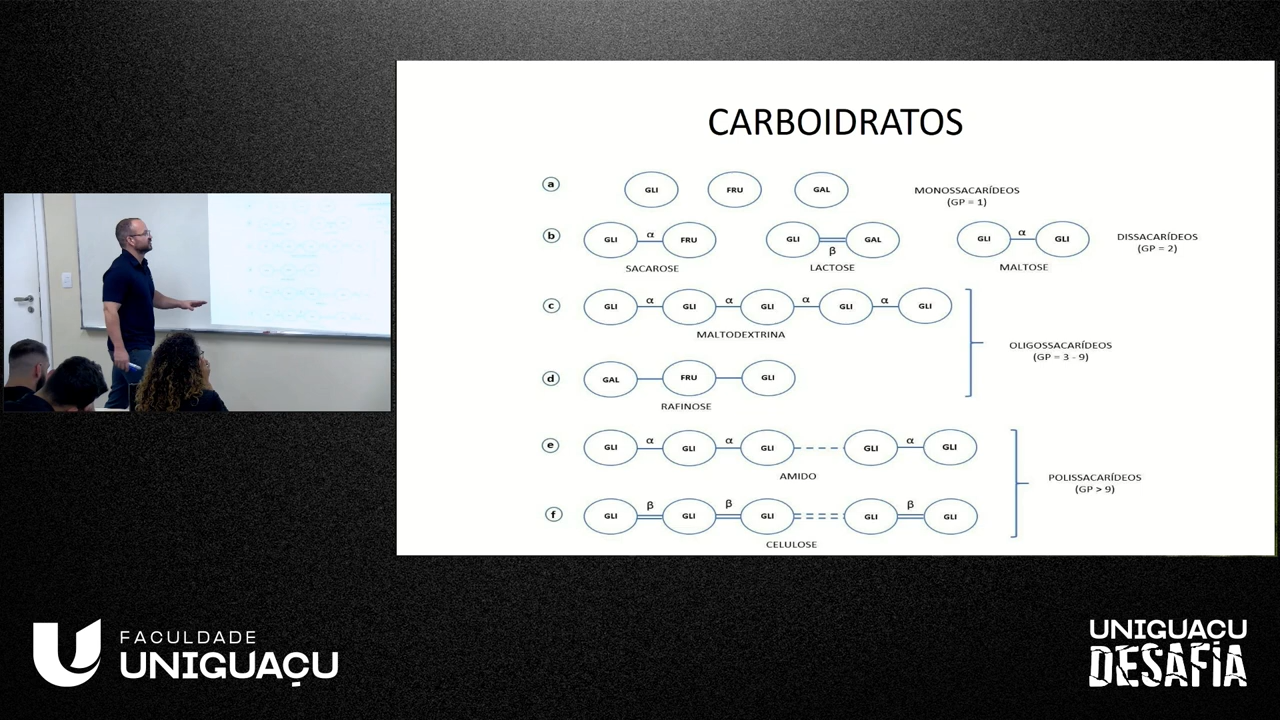 CARBOIDRATOS
a GLI FRU GAL MONOSSACARÍDEOS
(GP = 1)
b GLI α FRU GLI β GAL GLI α GLI DISSACARÍDEOS
(GP = 2)
SACAROSE LACTOSE MALTOSE
c GLI α GLI α GLI α GLI α GLI
MALTODEXTRINA
OLIGOSSACARÍDEOS
(GP = 3 - 9)
d GAL FRU GLI
RAFINOSE
e GLI α GLI α GLI GLI α GLI
AMIDO
POLISSACARÍDEOS
(GP > 9)
f GLI β GLI β GLI GLI β GLI
CELULOSE
FACULDADE
UNIGUAÇU
UNIGUAÇU
DESAFIA